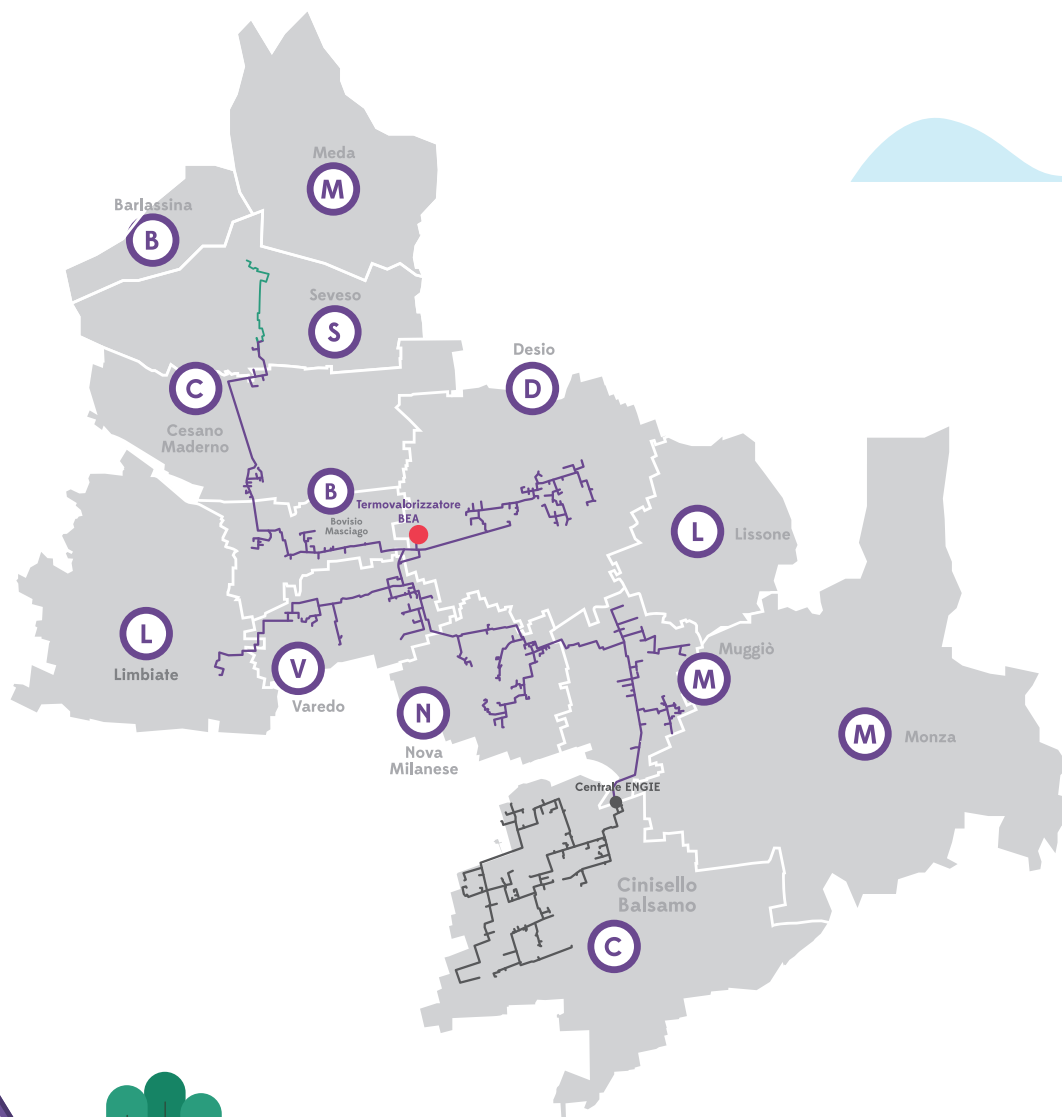 Meda
M
Barlassina
B
Seveso
S
Desio
D
C
Cesano
Maderno
B
Bovisio
Masciago
Termovalorizzatore
BEA
L
Lissone
L
Limbiate
V
Varedo
N
Nova
Milanese
Muggiò
M
M
Monza
Centrale ENGIE
Cinisello
Balsamo
C